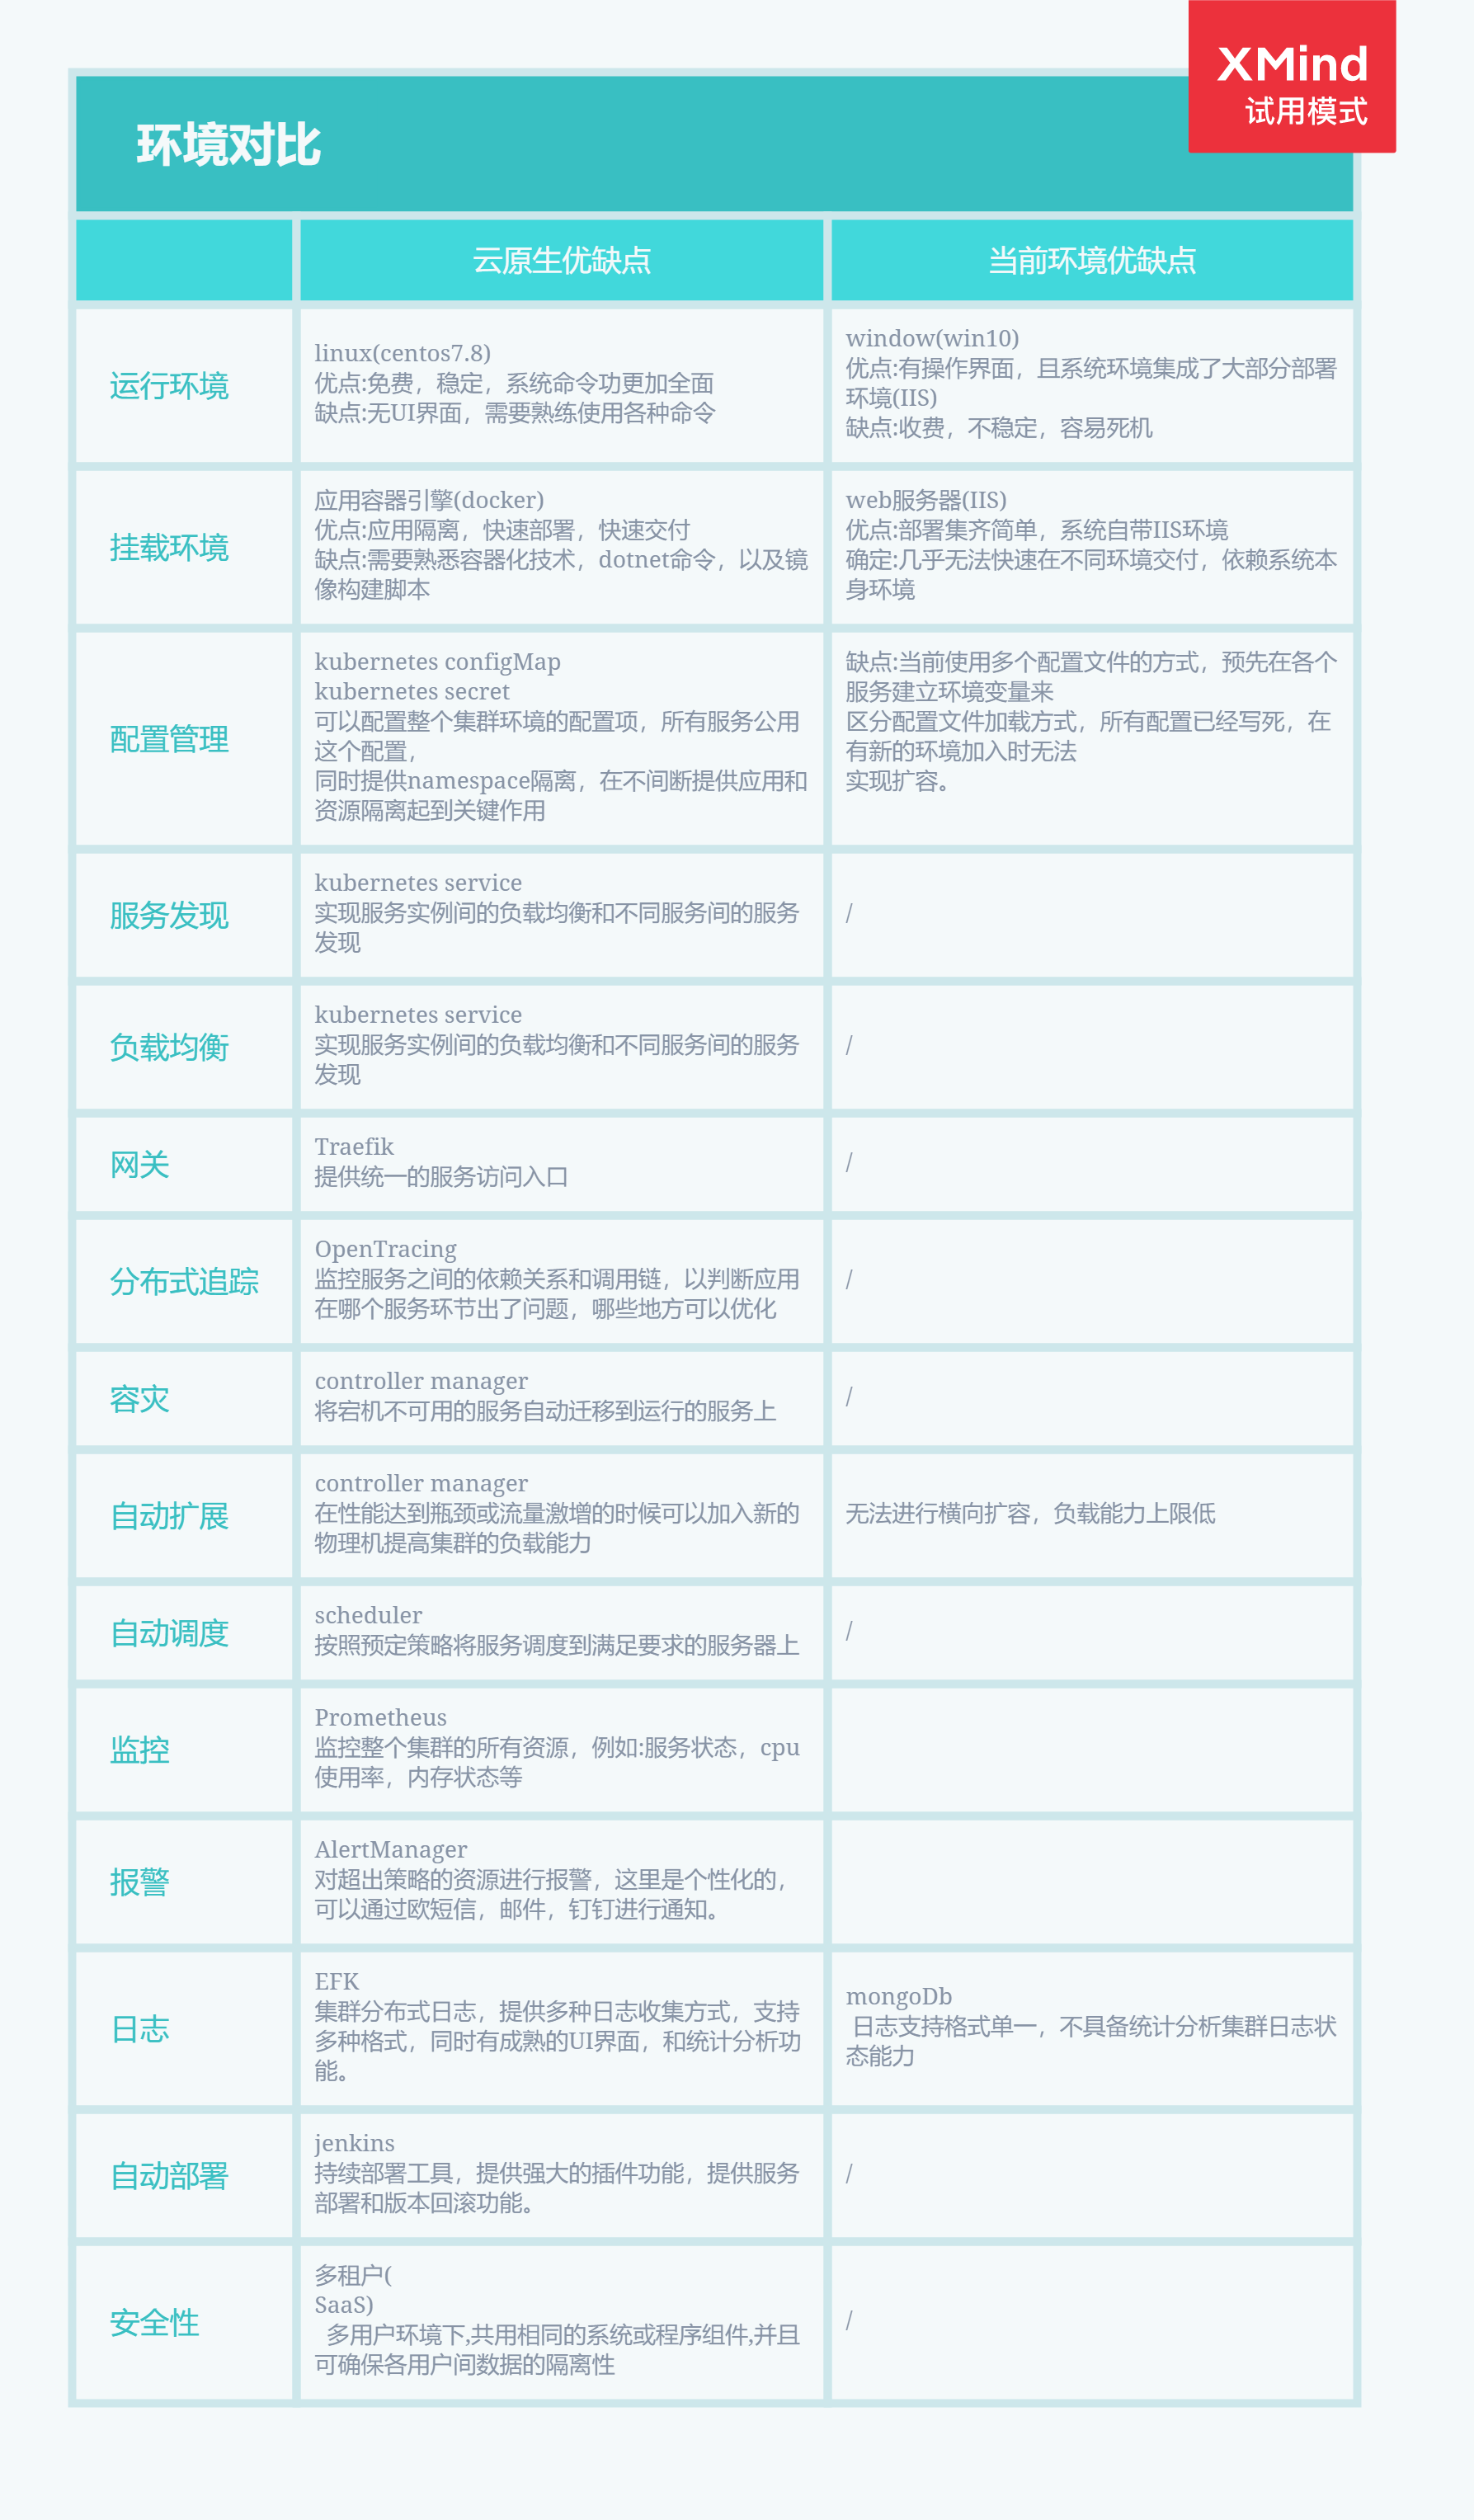 XMind
试用模式
环境对比
云原生优缺点
当前环境优缺点
运行环境
linux(centos7.8)
优点:免费，稳定，系统命令功更加全面
缺点:无UI界面，需要熟练使用各种命令
window(win10)
优点:有操作界面，且系统环境集成了大部分部署
环境(IIS)
缺点:收费，不稳定，容易死机
挂载环境
应用容器引擎(docker)
优点:应用隔离，快速部署，快速交付
缺点:需要熟悉容器化技术，dotnet命令，以及镜
像构建脚本
web服务器(IIS)
优点:部署集齐简单，系统自带IIS环境
确定:几乎无法快速在不同环境交付，依赖系统本
身环境
配置管理
kubernetes configMap
kubernetes secret
可以配置整个集群环境的配置项，所有服务公用
这个配置，
同时提供namespace隔离，在不间断提供应用和
资源隔离起到关键作用
缺点:当前使用多个配置文件的方式，预先在各个
服务建立环境变量来
区分配置文件加载方式，所有配置已经写死，在
有新的环境加入时无法
实现扩容。
服务发现
kubernetes service
实现服务实例间的负载均衡和不同服务间的服务
发现
/
负载均衡
kubernetes service
实现服务实例间的负载均衡和不同服务间的服务
发现
/
网关
Traefik
提供统一的服务访问入口
/
分布式追踪
OpenTracing
监控服务之间的依赖关系和调用链，以判断应用
在哪个服务环节出了问题，哪些地方可以优化
/
容灾
controller manager
将宕机不可用的服务自动迁移到运行的服务上
/
自动扩展
controller manager
在性能达到瓶颈或流量激增的时候可以加入新的
物理机提高集群的负载能力
无法进行横向扩容，负载能力上限低
自动调度
scheduler
按照预定策略将服务调度到满足要求的服务器上
/
监控
Prometheus
监控整个集群的所有资源，例如:服务状态，cpu
使用率，内存状态等
报警
AlertManager
对超出策略的资源进行报警，这里是个性化的，
可以通过欧短信，邮件，钉钉进行通知。
日志
EFK
集群分布式日志，提供多种日志收集方式，支持
多种格式，同时有成熟的UI界面，和统计分析功
能。
mongoDb
日志支持格式单一，不具备统计分析集群日志状
态能力
自动部署
jenkins
持续部署工具，提供强大的插件功能，提供服务
部署和版本回滚功能。
/
安全性
多租户(
SaaS)
多用户环境下,共用相同的系统或程序组件,并且
可确保各用户间数据的隔离性
/